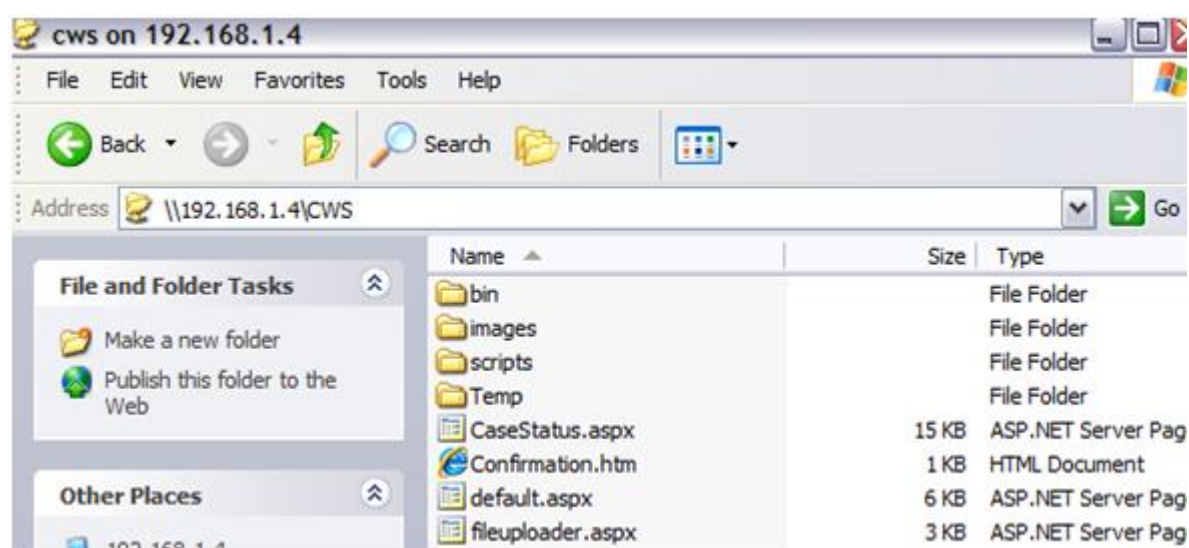 cws on 192.168.1.4
File Edit View Favorites Tools Help
Back Search Folders
Address \\192.168.1.4\CWS Go
Name Size Type
File and Folder Tasks
Make a new folder
Publish this folder to the
Web
Other Places
192.168.1.4
bin File Folder
images File Folder
scripts File Folder
Temp File Folder
CaseStatus.aspx 15 KB ASP.NET Server Pag
Confirmation.htm 1 KB HTML Document
default.aspx 6 KB ASP.NET Server Pag
fileuploader.aspx 3 KB ASP.NET Server Pag